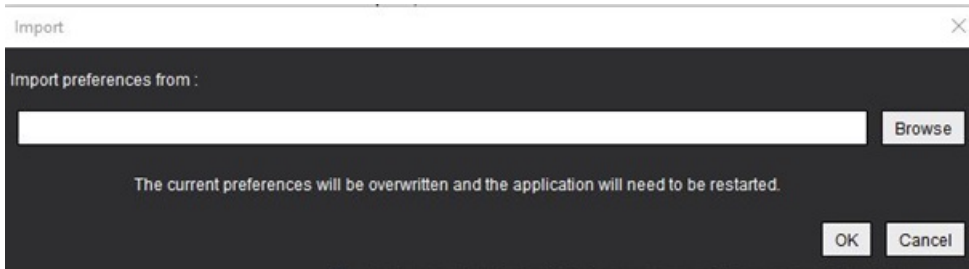 Import
Import preferences from :
Browse
The current preferences will be overwritten and the application will need to be restarted.
OK Cancel